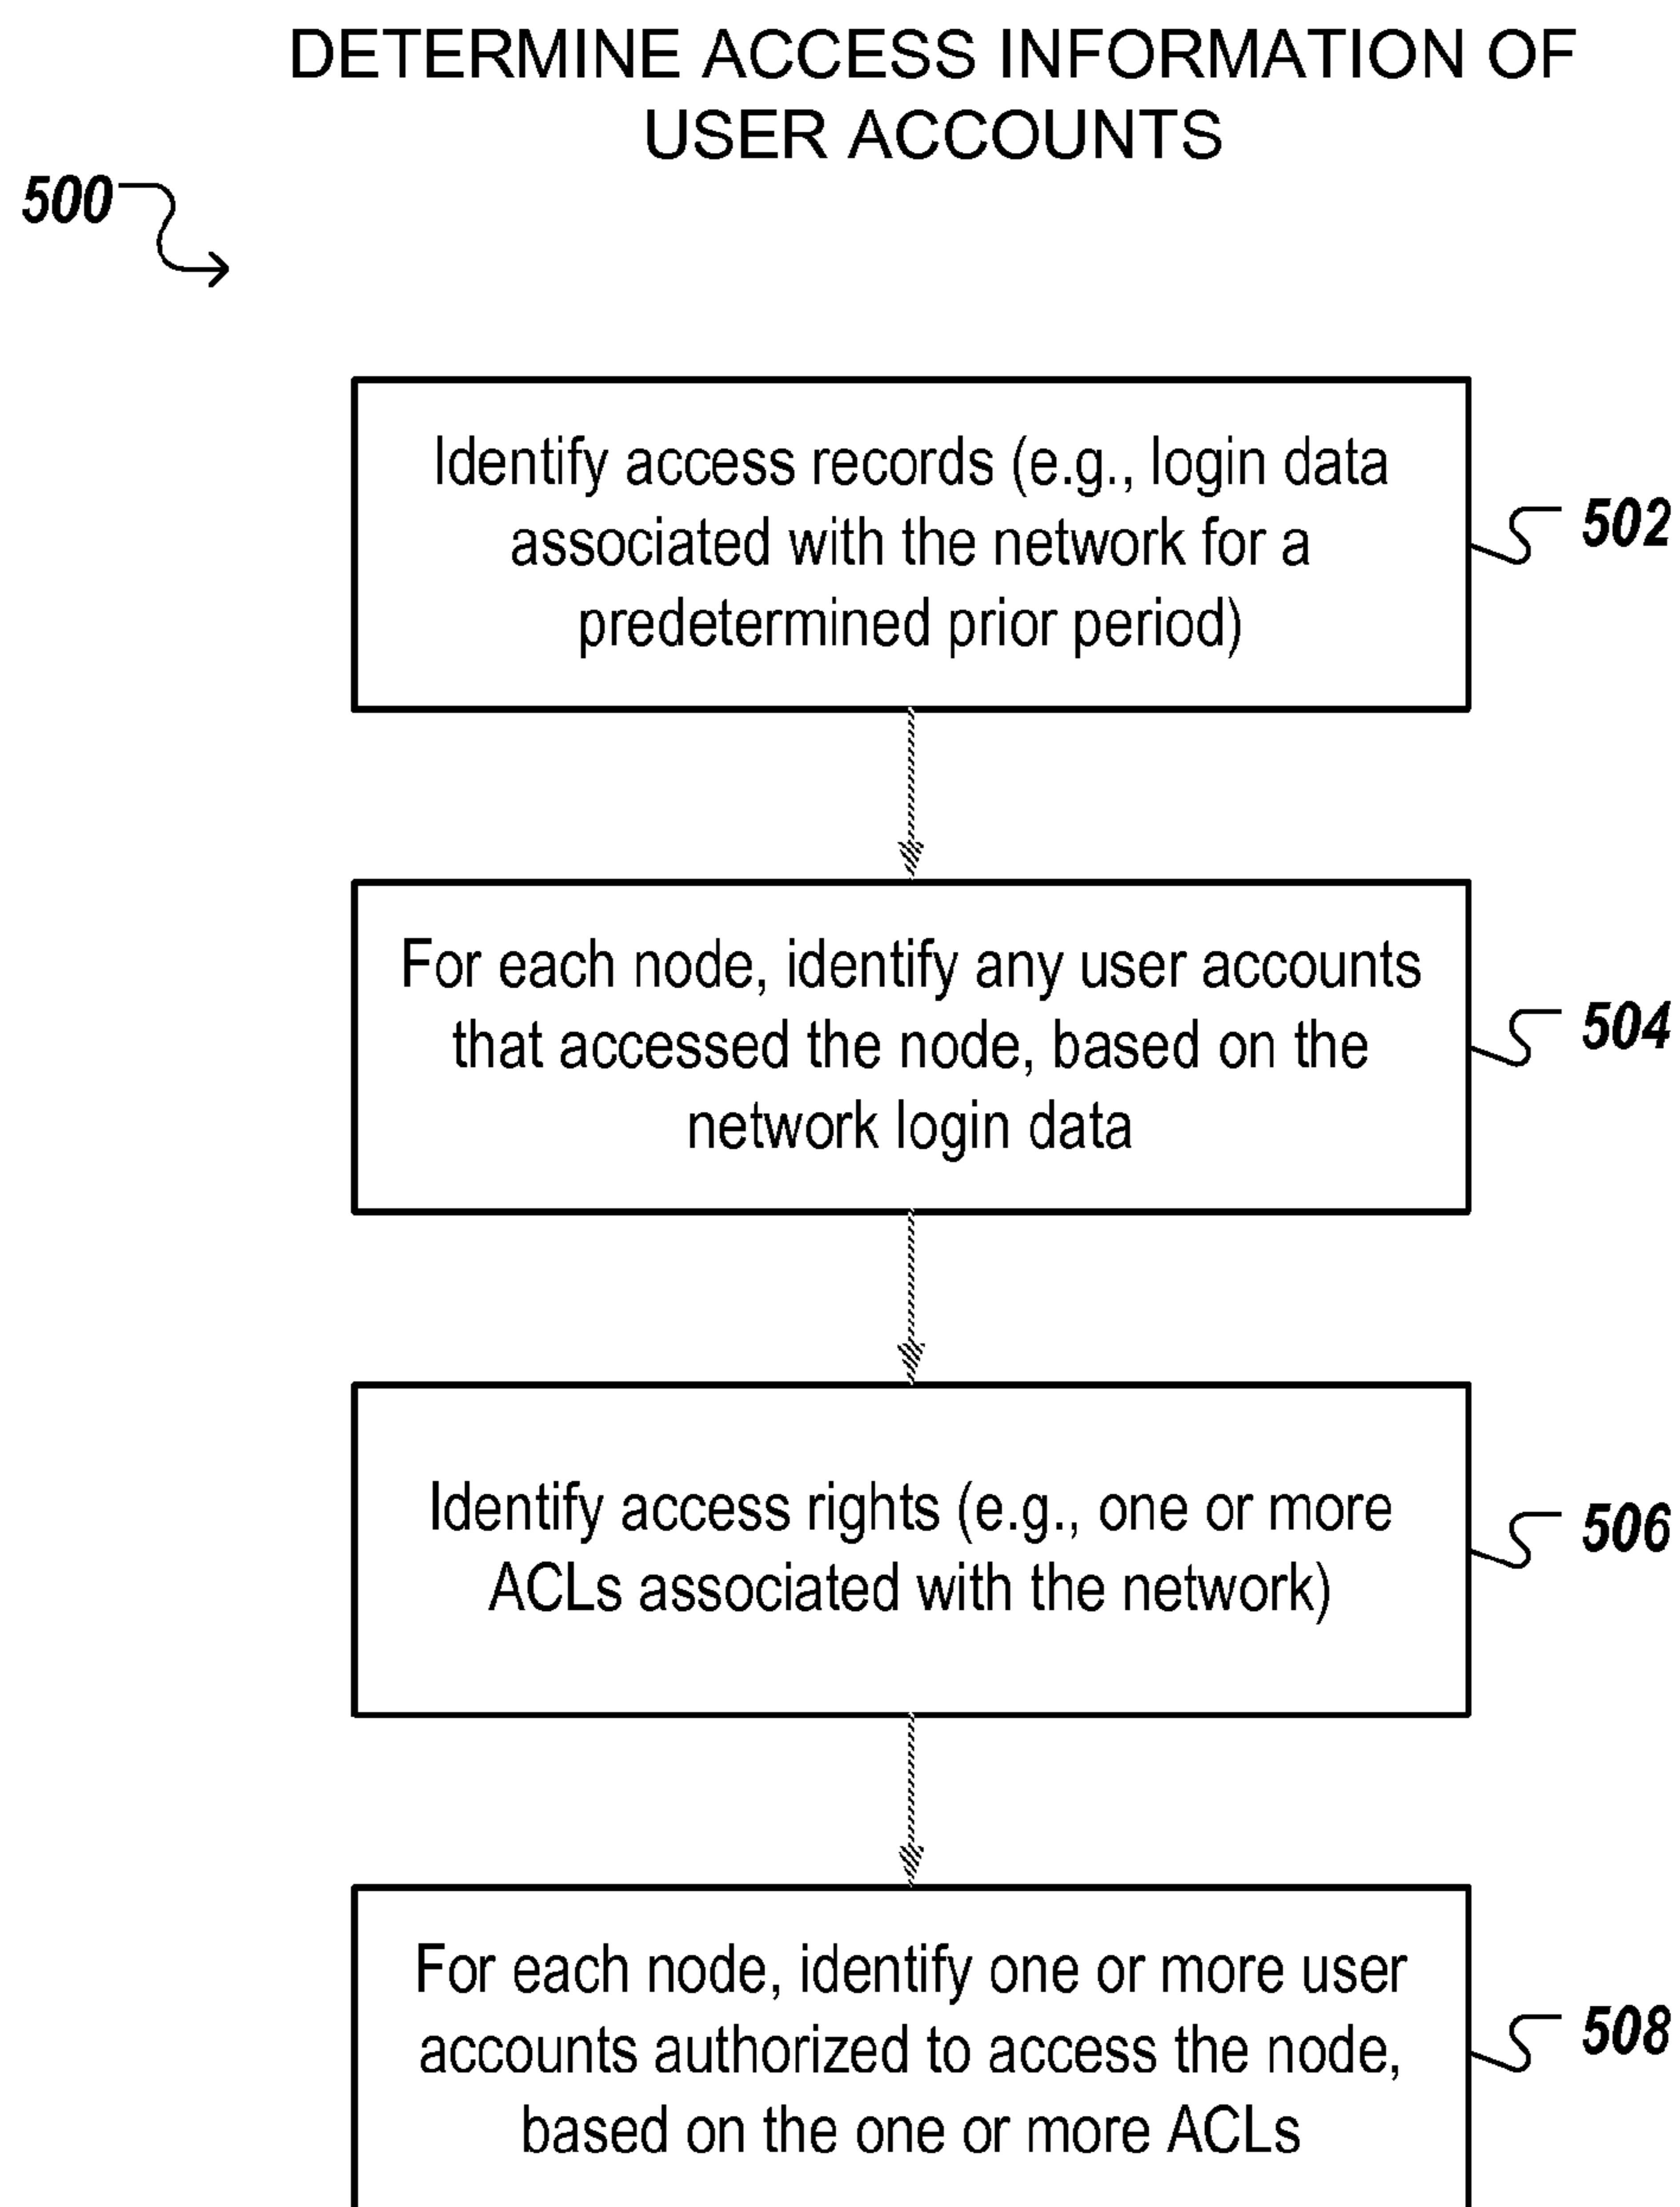 DETERMINE ACCESS INFORMATION OF
USER ACCOUNTS
500
Identify access records (e.g., login data
associated with the network for a
predetermined prior period)
502
For each node, identify any user accounts
that accessed the node, based on the
network login data
504
Identify access rights (e.g., one or more
ACLs associated with the network)
506
For each node, identify one or more user
accounts authorized to access the node,
based on the one or more ACLs
508